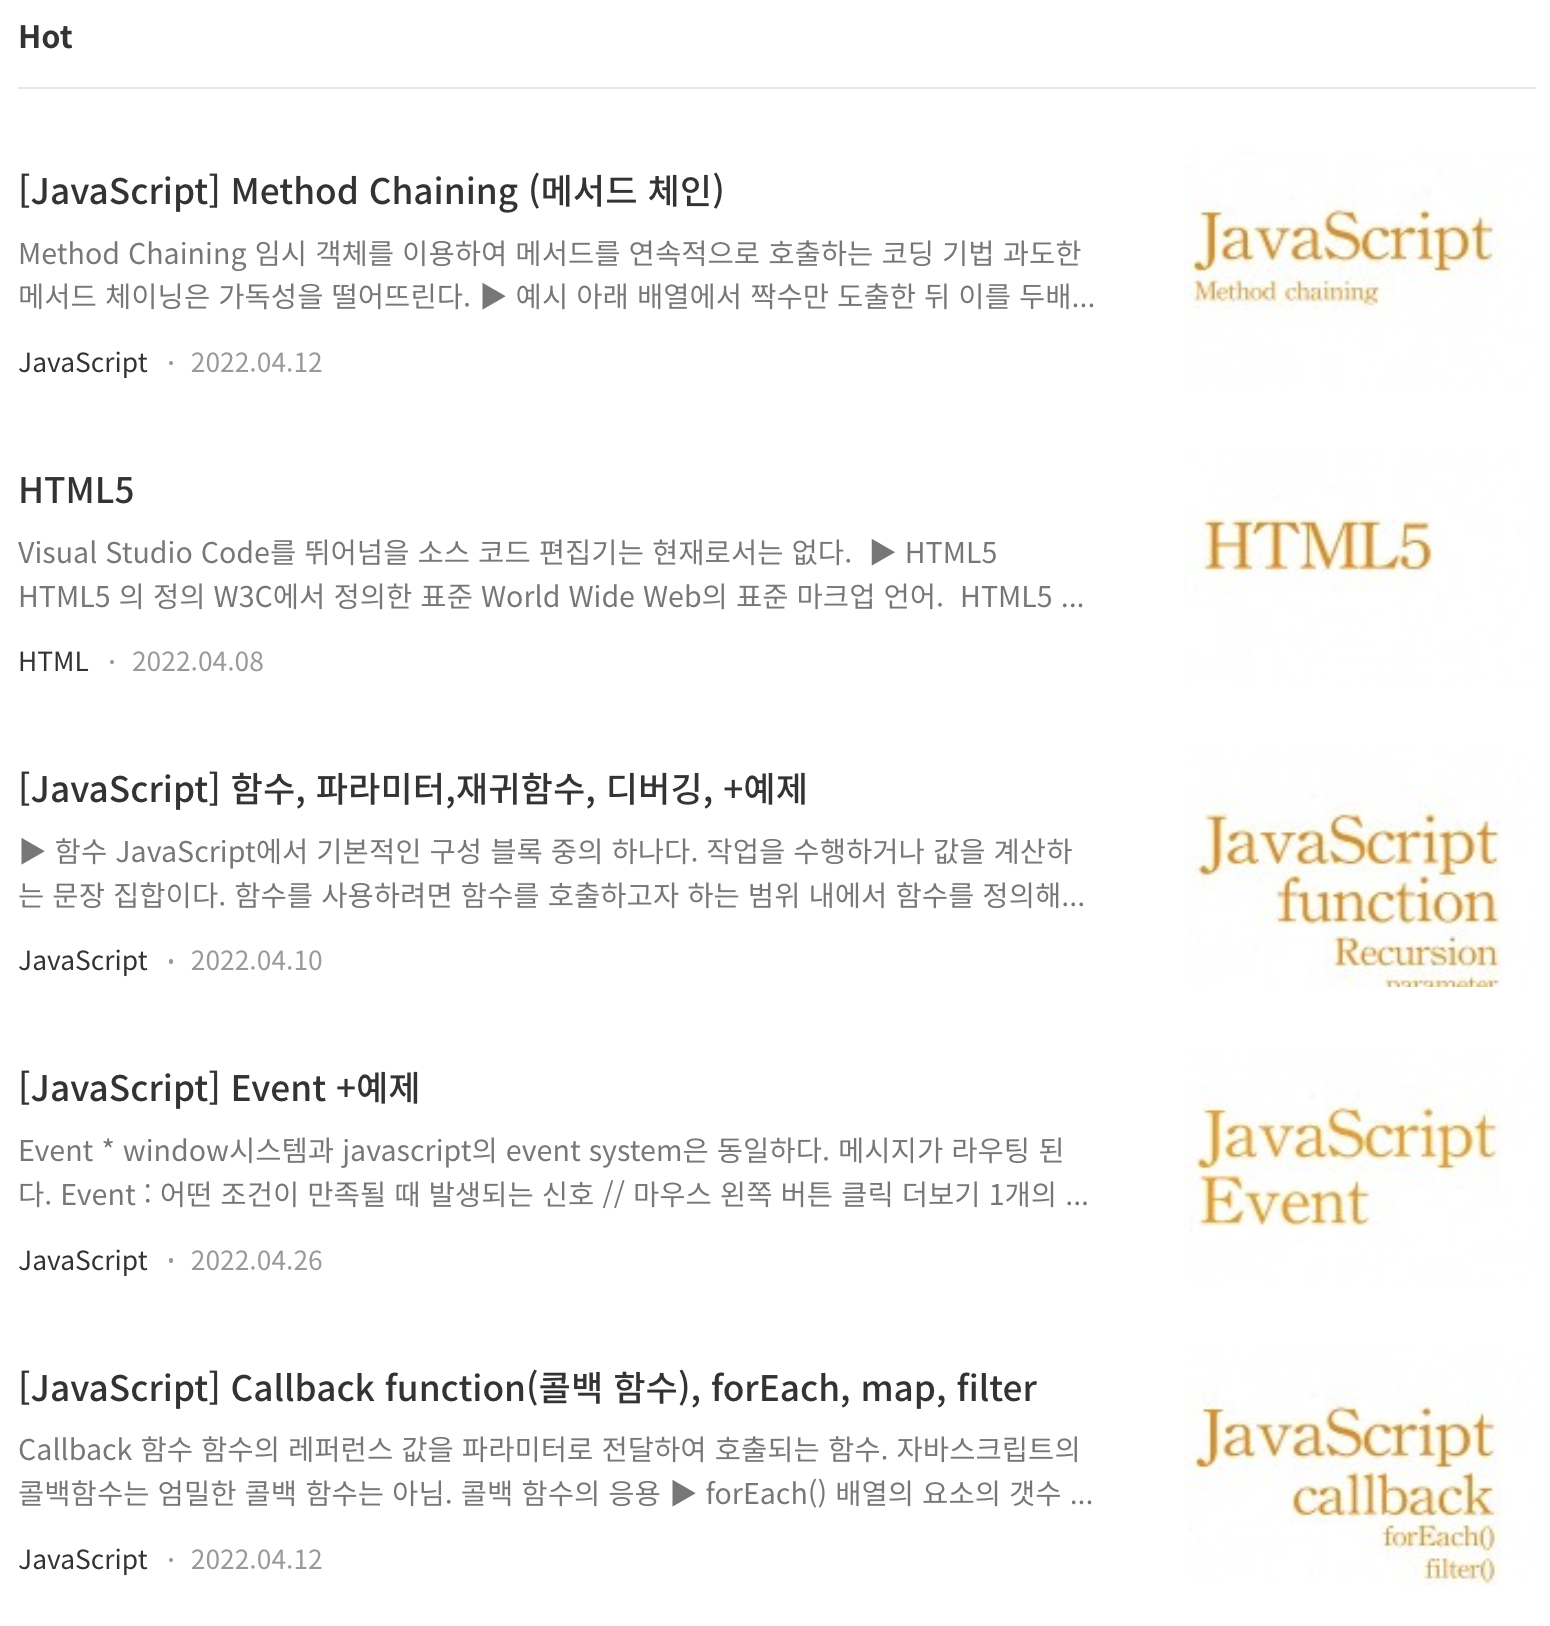 Hot
[JavaScript] Method Chaining (메서드 체인)
Method Chaining 임시 객체를 이용하여 메서드를 연속적으로 호출하는 코딩 기법 과도한
메서드 체이닝은 가독성을 떨어뜨린다. ▶ 예시 아래 배열에서 짝수만 도출한 뒤 이를 두배...
JavaScript · 2022.04.12
JavaScript
Method chaining
HTML5
Visual Studio Code를 뛰어넘을 소스 코드 편집기는 현재로서는 없다. ▶ HTML5
HTML5 의 정의 W3C에서 정의한 표준 World Wide Web의 표준 마크업 언어. HTML5 ...
HTML · 2022.04.08
HTML5
[JavaScript] 함수, 파라미터,재귀함수, 디버깅, +예제
▶ 함수 JavaScript에서 기본적인 구성 블록 중의 하나다. 작업을 수행하거나 값을 계산하
는 문장 집합이다. 함수를 사용하려면 함수를 호출하고자 하는 범위 내에서 함수를 정의해...
JavaScript · 2022.04.10
JavaScript
function
Recursion
parameter
[JavaScript] Event +예제
Event * window시스템과 javascript의 event system은 동일하다. 메시지가 라우팅 된
다. Event : 어떤 조건이 만족될 때 발생되는 신호 // 마우스 왼쪽 버튼 클릭 더보기 1개의 ...
JavaScript · 2022.04.26
JavaScript
Event
[JavaScript] Callback function(콜백 함수), forEach, map, filter
Callback 함수 함수의 레퍼런스 값을 파라미터로 전달하여 호출되는 함수. 자바스크립트의
콜백함수는 엄밀한 콜백 함수는 아님. 콜백 함수의 응용 ▶ forEach() 배열의 요소의 갯수 ...
JavaScript · 2022.04.12
JavaScript
callback
forEach()
filter()